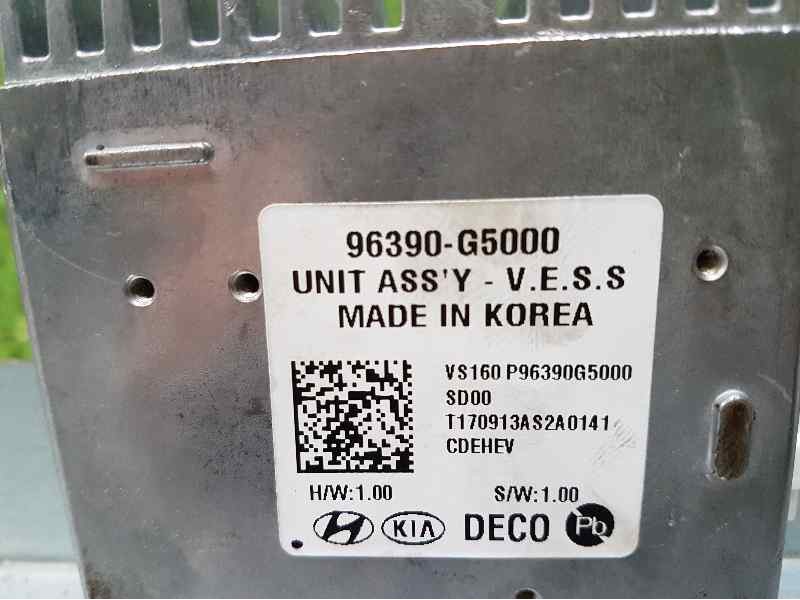 96390-G5000
UNIT ASS'Y - V.E.S.S
MADE IN KOREA
VS160 P96390G5000
SD00
T170913AS2A0141
CDEHEV
H/W:1.00 S/W:1.00
KIA DECO Pb